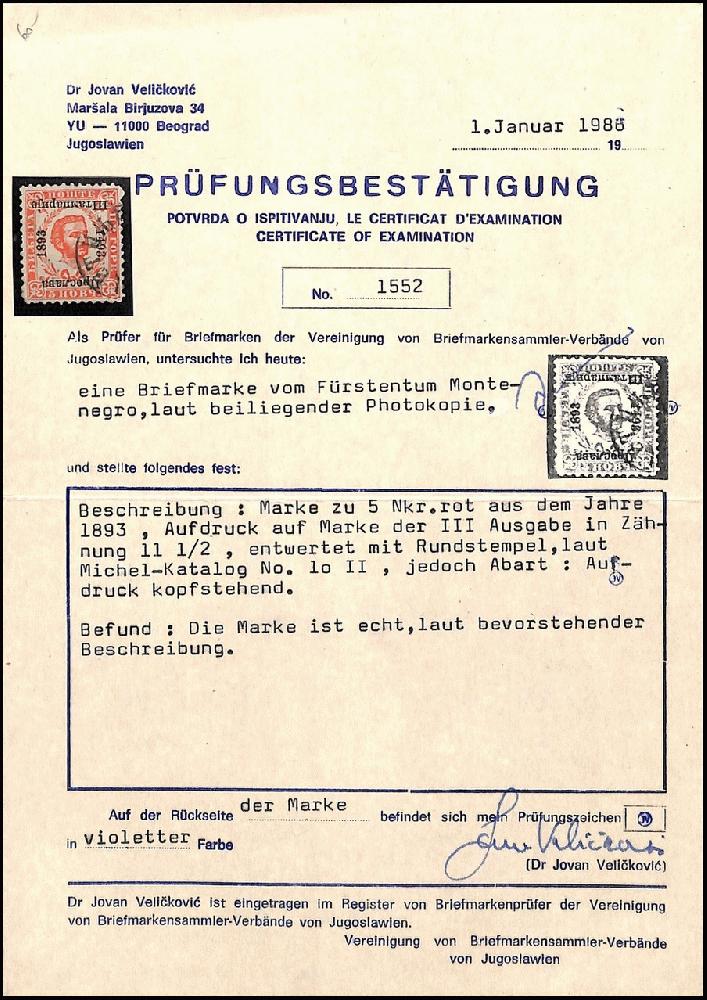 Dr Jovan Veličković
Maršala Birjuzova 34
YU — 11000 Beograd
Jugoslawien
1.Januar 1986
19
PRÜFUNGSBESTÄTIGUNG
POTVRDA O ISPITIVANJU, LE CERTIFICAT D'EXAMINATION
CERTIFICATE OF EXAMINATION
No. 1552
1893
Als Prüfer für Briefmarken der Vereinigung von Briefmarkensammler-Verbände von
Jugoslawien, untersuchte Ich heute:
eine Briefmarke vom Fürstentum Monte-
negro,laut beiliegender Photokopie.
1893
und stellte folgendes fest:
Beschreibung : Marke zu 5 Nkr.rot aus dem Jahre
1893 , Aufdruck auf Marke der III Ausgabe in Zäh-
nung 11 1/2 , entwertet mit Rundstempel,laut
Michel-Katalog No. lo II , jedoch Abart : Auf-
druck kopfstehend.
Befund : Die Marke ist echt,laut bevorstehender
Beschreibung.
Auf der Rückseite der Marke befindet sich mein Prüfungszeichen
in violetter Farbe
(Dr Jovan Veličković)
Dr Jovan Veličković ist eingetragen im Register von Briefmarkenprüfer der Vereinigung
von Briefmarkensammler-Verbände von Jugoslawien.
Vereinigung von Briefmarkensammler-Verbände
von Jugoslawien